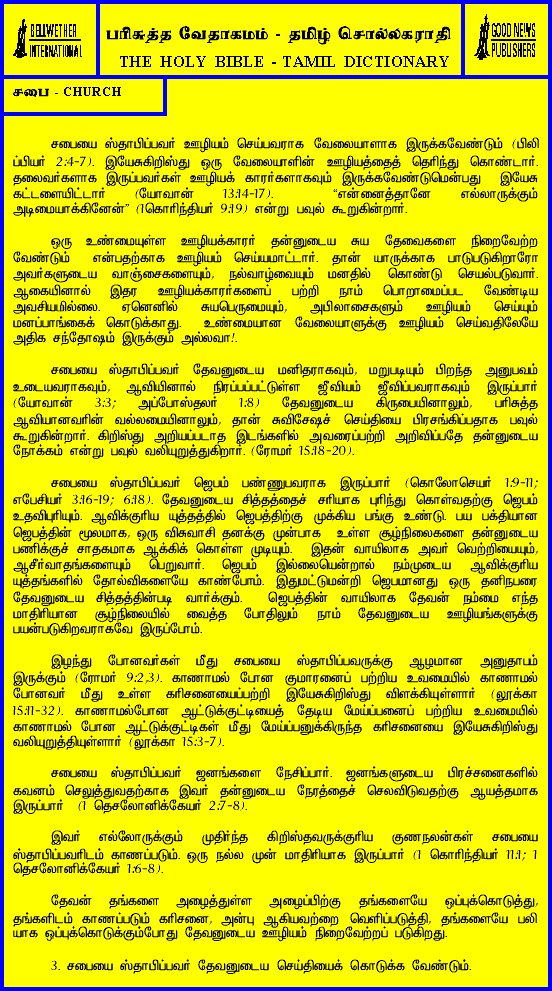 BELLWETHER
INTERNATIONAL
பரிசுத்த வேதாகமம் - தமிழ் சொல்லகராதி
THE HOLY BIBLE - TAMIL DICTIONARY
GOOD NEWS
PUBLISHERS
சபை - CHURCH
சபையை ஸ்தாபிப்பவர் ஊழியம் செய்பவராக வேலையாளாக இருக்கவேண்டும் (பிலி
ப்பியர் 2:4-7). இயேசுகிறிஸ்து ஒரு வேலையாளின் ஊழியத்தைத் தெரிந்து கொண்டார்.
தலைவர்களாக இருப்பவர்கள் ஊழியக் காரர்களாகவும் இருக்கவேண்டுமென்பது இயேசு
கட்டளையிட்டார் (யோவான் 13:14-17). “என்னைத்தானே எல்லாருக்கும்
அடிமையாக்கினேன்” (1கொரிந்தியர் 9:19) என்று பவுல் கூறுகின்றார்.
ஒரு உண்மையுள்ள ஊழியக்காரர் தன்னுடைய சுய தேவைகளை நிறைவேற்ற
வேண்டும் என்பதற்காக ஊழியம் செய்யமாட்டார். தான் யாருக்காக பாடுபடுகிறாரோ
அவர்களுடைய வாஞ்சைகளையும், நல்வாழ்வையும் மனதில் கொண்டு செயல்படுவார்.
ஆகையினால் இதர ஊழியக்காரர்களைப் பற்றி நாம் பொறாமைப்பட வேண்டிய
அவசியமில்லை. ஏனெனில் சுயபெருமையும், அபிலாசைகளும் ஊழியம் செய்யும்
மனப்பாங்கைக் கொடுக்காது. உண்மையான வேலையாளுக்கு ஊழியம் செய்வதிலேயே
அதிக சந்தோஷம் இருக்கும் அல்லவா!.
சபையை ஸ்தாபிப்பவர் தேவனுடைய மனிதராகவும், மறுபடியும் பிறந்த அனுபவம்
உடையவராகவும், ஆவியினால் நிரப்பப்பட்டுள்ள ஜீவியம் ஜீவிப்பவராகவும் இருப்பார்
(யோவான் 3:3; அப்போஸ்தலர் 1:8) தேவனுடைய கிருபையினாலும், பரிசுத்த
ஆவியானவரின் வல்லமையினாலும், தான் சுவிசேஷச் செய்தியை பிரசங்கிப்பதாக பவுல்
கூறுகின்றார். கிறிஸ்து அறியப்படாத இடங்களில் அவரைப்பற்றி அறிவிப்பதே தன்னுடைய
நோக்கம் என்று பவுல் வலியுறுத்துகிறார். (ரோமர் 15:18-20).
சபையை ஸ்தாபிப்பவர் ஜெபம் பண்ணுபவராக இருப்பார் (கொலோசெயர் 1:9-11;
எபேசியர் 3:16-19; 6:18). தேவனுடைய சித்தத்தைச் சரியாக புரிந்து கொள்வதற்கு ஜெபம்
உதவிபுரியும். ஆவிக்குரிய யுத்தத்தில் ஜெபத்திற்கு முக்கிய பங்கு உண்டு. பய பக்தியான
ஜெபத்தின் மூலமாக, ஒரு விசுவாசி தனக்கு முன்பாக உள்ள சூழ்நிலைகளை தன்னுடைய
பணிக்குச் சாதகமாக ஆக்கிக் கொள்ள முடியும். இதன் வாயிலாக அவர் வெற்றியையும்,
ஆசீர்வாதங்களையும் பெறுவார். ஜெபம் இல்லையென்றால் நம்முடைய ஆவிக்குரிய
யுத்தங்களில் தோல்விகளையே காண்போம். இதுமட்டுமன்றி ஜெபமானது ஒரு தனிநபரை
தேவனுடைய சித்தத்தின்படி வார்க்கும். ஜெபத்தின் வாயிலாக தேவன் நம்மை எந்த
மாதிரியான சூழ்நிலையில் வைத்த போதிலும் நாம் தேவனுடைய ஊழியங்களுக்கு
பயன்படுகிறவராகவே இருப்போம்.
இழந்து போனவர்கள் மீது சபையை ஸ்தாபிப்பவருக்கு ஆழமான அனுதாபம்
இருக்கும் (ரோமர் 9:2,3). காணாமல் போன குமாரனைப் பற்றிய உவமையில் காணாமல்
போனவர் மீது உள்ள கரிசனையைப்பற்றி இயேசுகிறிஸ்து விளக்கியுள்ளார் (லூக்கா
15:11-32). காணாமல்போன ஆட்டுக்குட்டியைத் தேடிய மேய்ப்பனைப் பற்றிய உவமையில்
காணாமல் போன ஆட்டுக்குட்டிகள் மீது மேய்ப்பனுக்கிருந்த கரிசனையை இயேசுகிறிஸ்து
வலியுறுத்தியுள்ளார் (லூக்கா 15:3-7).
சபையை ஸ்தாபிப்பவர் ஜனங்களை நேசிப்பார். ஜனங்களுடைய பிரச்சனைகளில்
கவனம் செலுத்துவதற்காக இவர் தன்னுடைய நேரத்தைச் செலவிடுவதற்கு ஆயத்தமாக
இருப்பார் (1 தெசலோனிக்கேயர் 2:7-8).
இவர் எல்லோருக்கும் முதிர்ந்த கிறிஸ்தவருக்குரிய குணநலன்கள் சபையை
ஸ்தாபிப்பவரிடம் காணப்படும். ஒரு நல்ல முன் மாதிரியாக இருப்பார் (1 கொரிந்தியர் 11:1; 1
தெசலோனிக்கேயர் 1:6-8).
தேவன் தங்களை அழைத்துள்ள அழைப்பிற்கு தங்களையே ஒப்புக்கொடுத்து,
தங்களிடம் காணப்படும் கரிசனை, அன்பு ஆகியவற்றை வெளிப்படுத்தி, தங்களையே பலி
யாக ஒப்புக்கொடுக்கும்போது தேவனுடைய ஊழியம் நிறைவேற்றப் படுகிறது.
3. சபையை ஸ்தாபிப்பவர் தேவனுடைய செய்தியைக் கொடுக்க வேண்டும்.